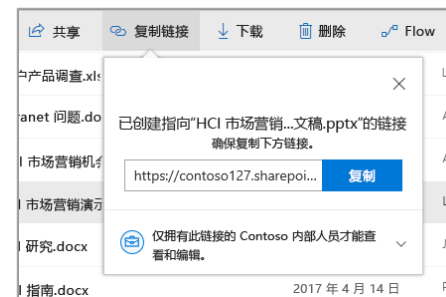 共享 复制链接 下载 删除 Flow
户产品调查.xls
anet 问题.do
I 市场营销机会
I 市场营销演示
I 研究.docx
I 指南.docx
已创建指向“HCI 市场营销...文稿.pptx”的链接
确保复制下方链接。
https://contoso127.sharepoi... 复制
仅拥有此链接的 Contoso 内部人员才能查
看和编辑。
2017 年 4 月 14 日